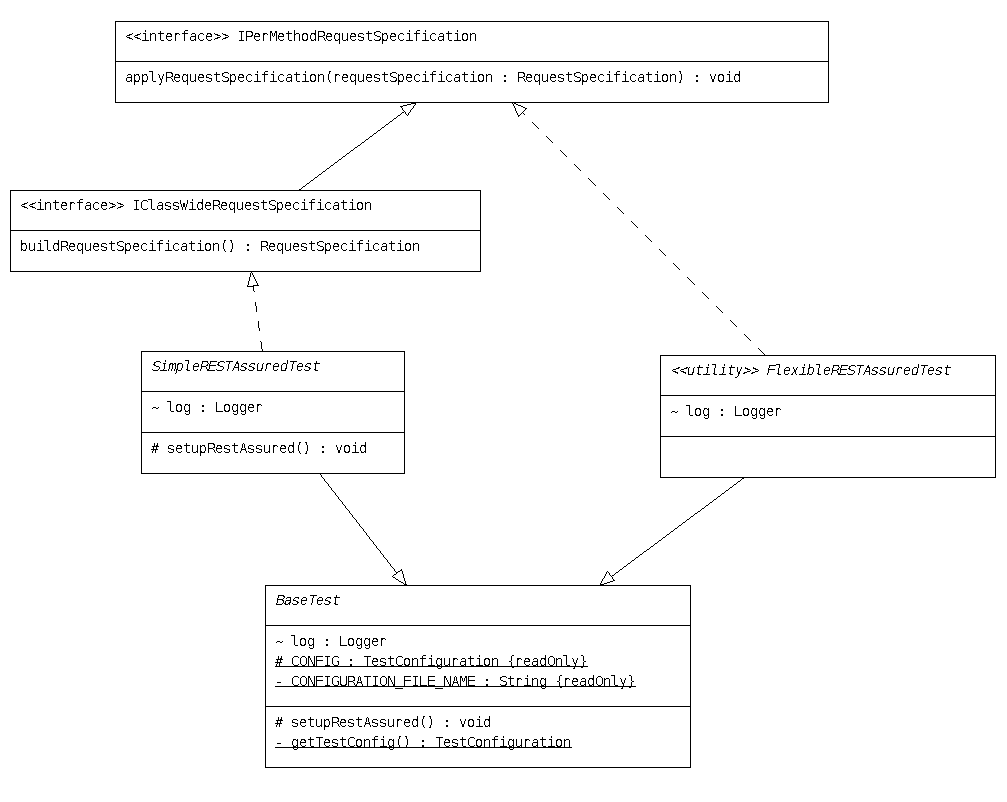 <<interface>> IPerMethodRequestSpecification
applyRequestSpecification(requestSpecification : RequestSpecification) : void
<<interface>> IClassWideRequestSpecification
buildRequestSpecification() : RequestSpecification
SimpleRESTAssuredTest
~ log : Logger
# setupRestAssured() : void
<<utility>> FlexibleRESTAssuredTest
~ log : Logger
BaseTest
~ log : Logger
# CONFIG : TestConfiguration {readOnly}
- CONFIGURATION_FILE_NAME : String {readOnly}
# setupRestAssured() : void
- getTestConfig() : TestConfiguration